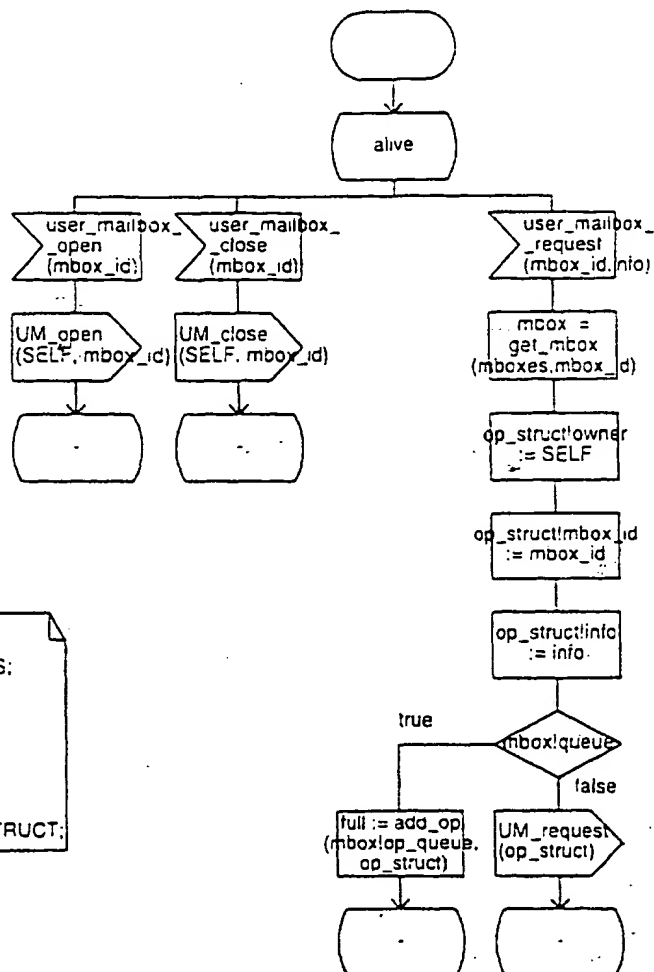 alive
user_mailbox_
_open
(mbox_id)
user_mailbox_
_close
(mbox_id)
user_mailbox_
_request
(mbox_id,info)
UM_open
(SELF, mbox_id)
UM_close
(SELF, mbox_id)
mbox =
get_mbox
(mboxes,mbox_id)
-
-
op_struct!owner
:= SELF
op_struct!mbox_id
:= mbox_id
S;
op_struct!info
:= info
true
mbox!queue
false
TRUCT;
full := add_op
(mbox!op_queue,
op_struct)
UM_request
(op_struct)
-
-